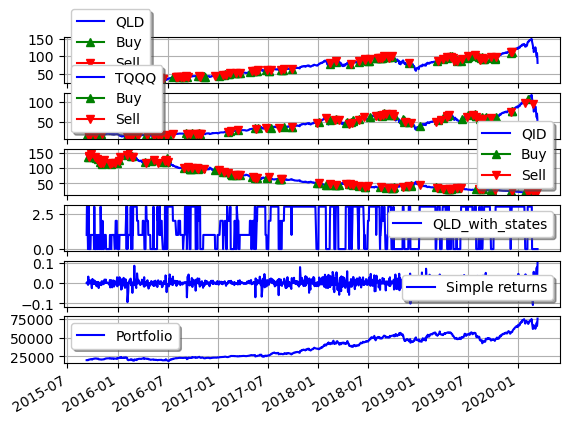 QLD
Buy
Sell
150
100
50
TQQQ
Buy
Sell
100
50
QID
Buy
Sell
150
100
50
QLD_with_states
2.5
0.0
Simple returns
0.1
0.0
−0.1
Portfolio
75000
50000
25000
2015-07
2016-01
2016-07
2017-01
2017-07
2018-01
2018-07
2019-01
2019-07
2020-01